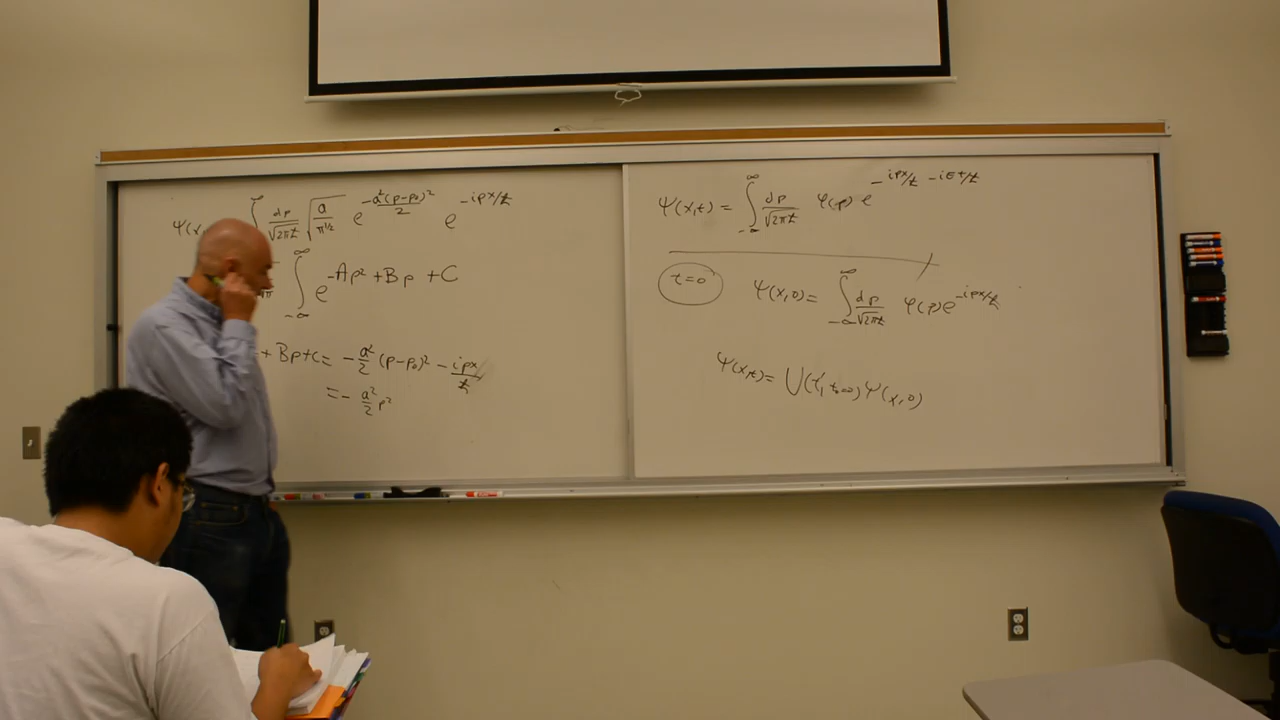 ψ(x, ∫_{-∞}^{∞} dp/√(2πħ) √(a/π^{1/2}) e^{-a²(p-p₀)²/2} e^{-ipx/ħ}
∫_{-∞}^{∞} e^{-Ap²+Bp+C}
+ Bp+C = -a²/2 (p-p₀)² - ipx/ħ
= - a²/2 p²
ψ(x,t) = ∫_{-∞}^{∞} dp/√(2πħ) φ(p) e^{-ipx/ħ - iEt/ħ}
t=0 ψ(x,0) = ∫_{-∞}^{∞} dp/√(2πħ) φ(p) e^{-ipx/ħ}
ψ(x,t) = U(t, t₀=0) ψ(x,0)